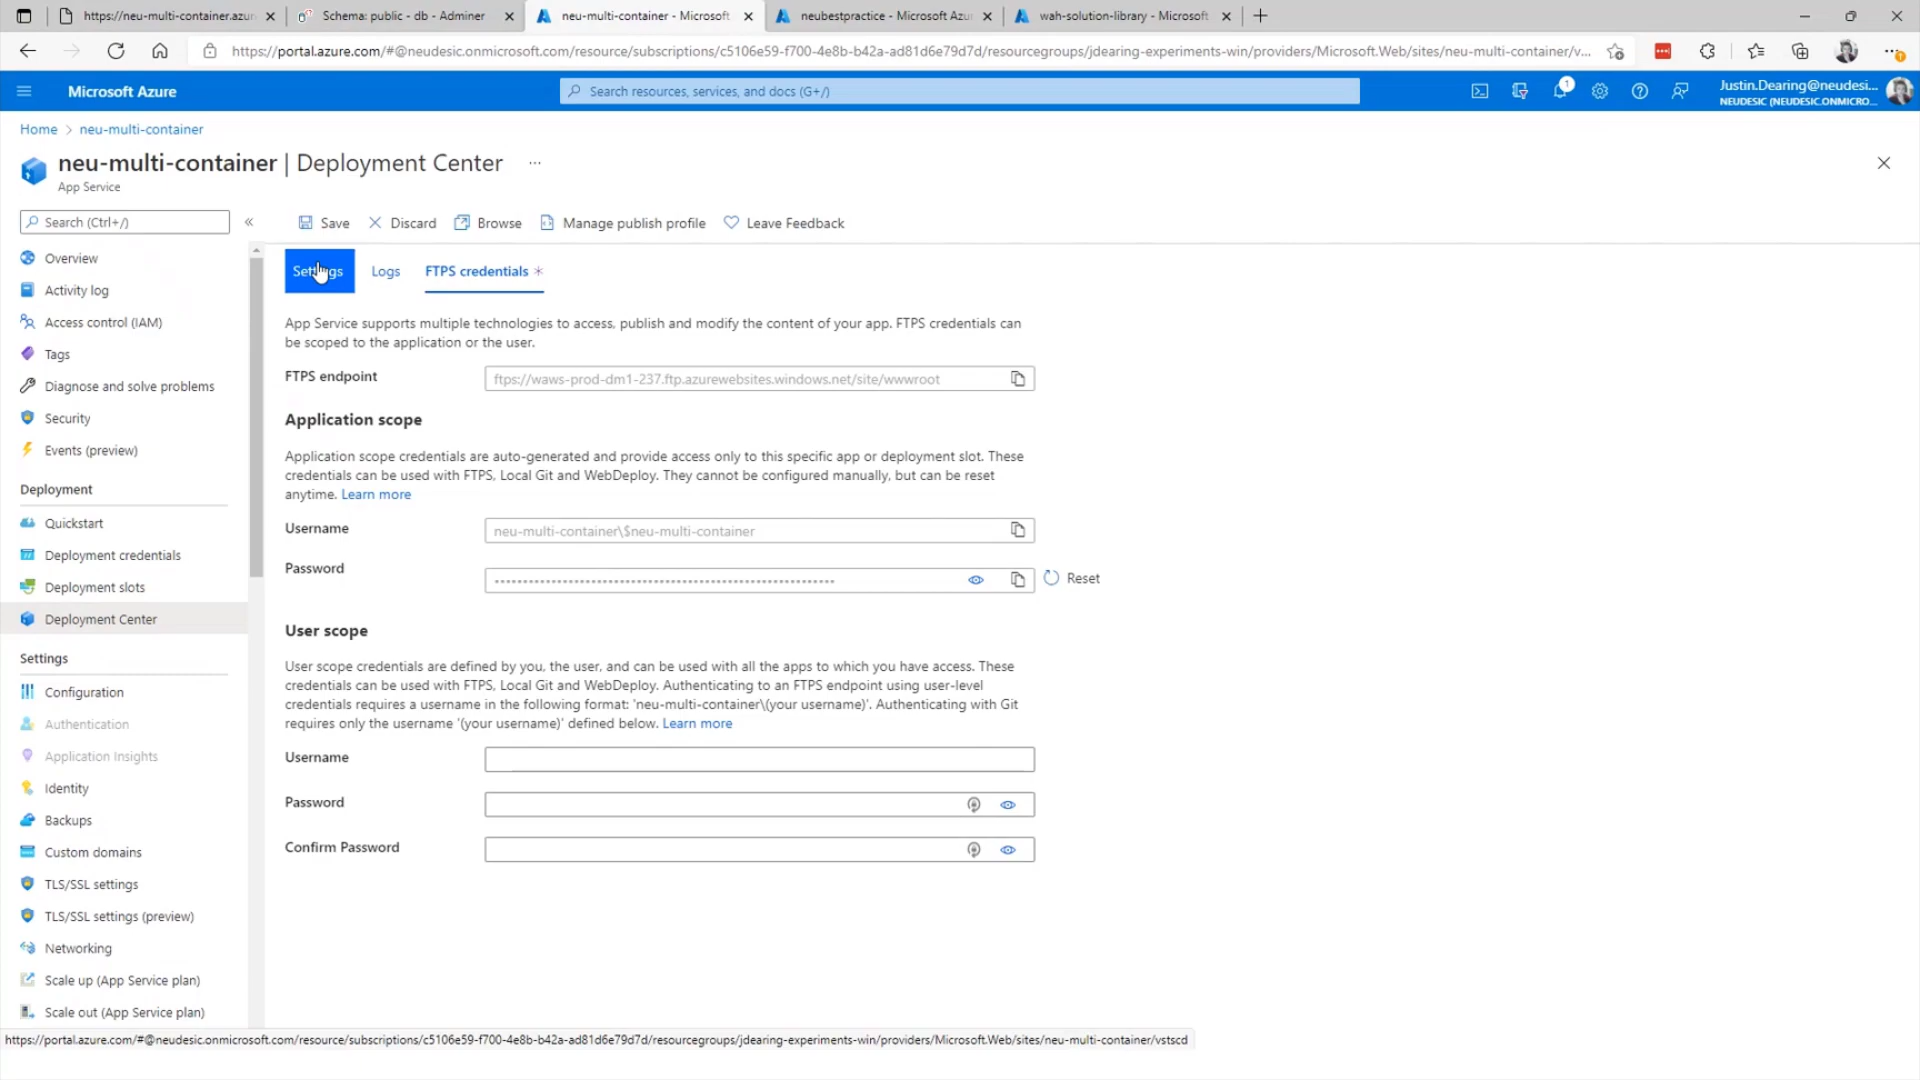 https://neu-multi-container.azur
Schema: public - db - Adminer
neu-multi-container - Microsoft
neubestpractice - Microsoft Azu
wah-solution-library - Microsoft
https://portal.azure.com/#@neudesic.onmicrosoft.com/resource/subscriptions/c5106e59-f700-4e8b-b42a-ad81d6e79d7d/resourcegroups/jdearing-experiments-win/providers/Microsoft.Web/sites/neu-multi-container/v...
Microsoft Azure
Search resources, services, and docs (G+/)
1
Justin.Dearing@neudesi...
NEUDESIC (NEUDESIC.ONMICRO...
Home > neu-multi-container
neu-multi-container | Deployment Center ...
App Service
Search (Ctrl+/) «
Save Discard Browse Manage publish profile Leave Feedback
Overview
Activity log
Access control (IAM)
Tags
Diagnose and solve problems
Security
Events (preview)
Deployment
Quickstart
Deployment credentials
Deployment slots
Deployment Center
Settings
Configuration
Authentication
Application Insights
Identity
Backups
Custom domains
TLS/SSL settings
TLS/SSL settings (preview)
Networking
Scale up (App Service plan)
Scale out (App Service plan)
Settings Logs FTPS credentials *
App Service supports multiple technologies to access, publish and modify the content of your app. FTPS credentials can
be scoped to the application or the user.
FTPS endpoint ftps://waws-prod-dm1-237.ftp.azurewebsites.windows.net/site/wwwroot
Application scope
Application scope credentials are auto-generated and provide access only to this specific app or deployment slot. These
credentials can be used with FTPS, Local Git and WebDeploy. They cannot be configured manually, but can be reset
anytime. Learn more
Username neu-multi-container\$neu-multi-container
Password Reset
User scope
User scope credentials are defined by you, the user, and can be used with all the apps to which you have access. These
credentials can be used with FTPS, Local Git and WebDeploy. Authenticating to an FTPS endpoint using user-level
credentials requires a username in the following format: 'neu-multi-container\(your username)'. Authenticating with Git
requires only the username '(your username)' defined below. Learn more
Username
Password
Confirm Password
https://portal.azure.com/#@neudesic.onmicrosoft.com/resource/subscriptions/c5106e59-f700-4e8b-b42a-ad81d6e79d7d/resourcegroups/jdearing-experiments-win/providers/Microsoft.Web/sites/neu-multi-container/vstscd